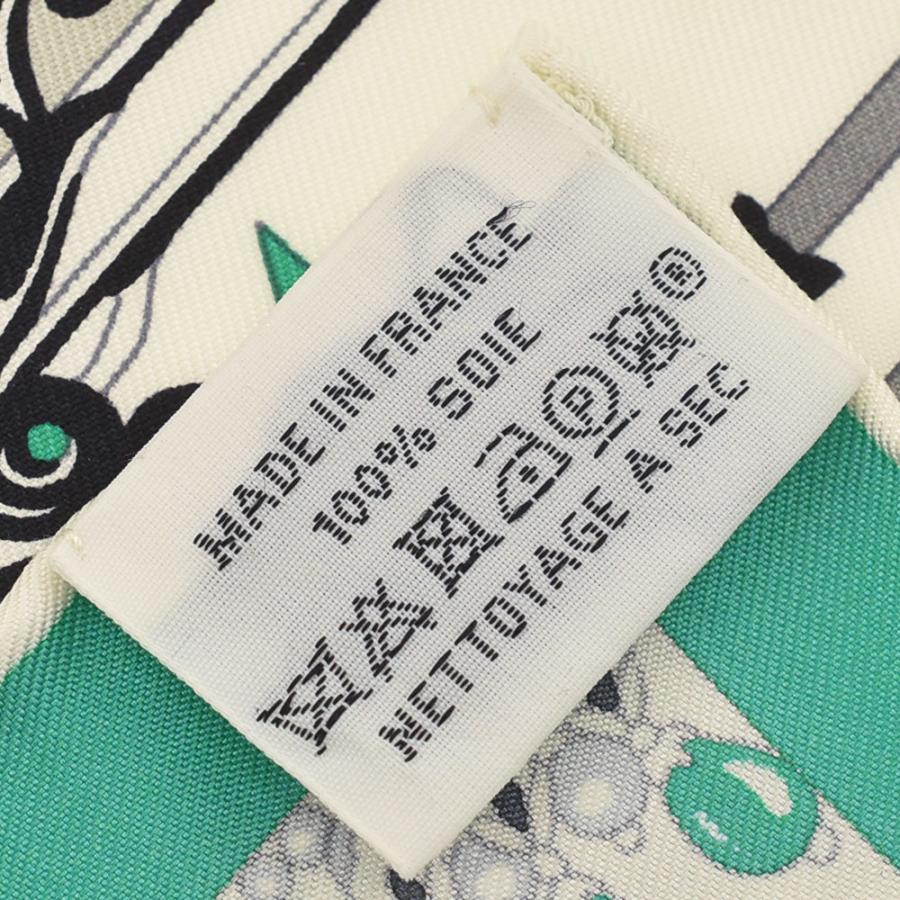 MADE IN FRANCE
100% SOIE
P ®
NETTOYAGE A SEC